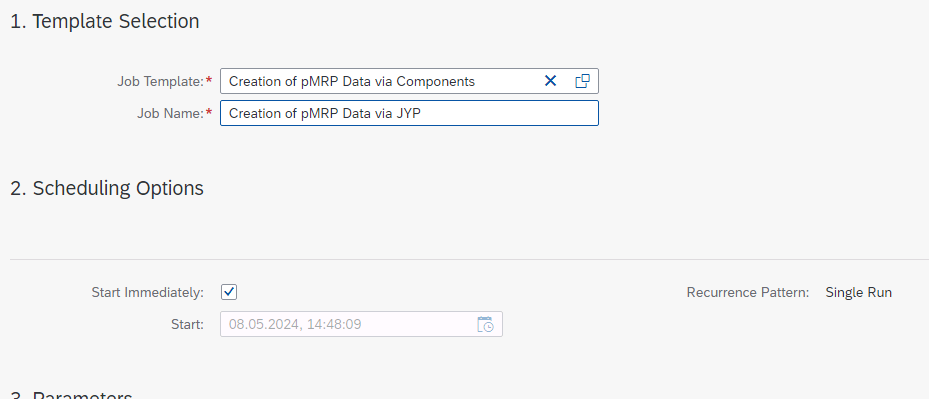 1. Template Selection
Job Template:* Creation of pMRP Data via Components
Job Name:* Creation of pMRP Data via JYP
2. Scheduling Options
Start Immediately: Recurrence Pattern: Single Run
Start: 08.05.2024, 14:48:09
3. Parameters